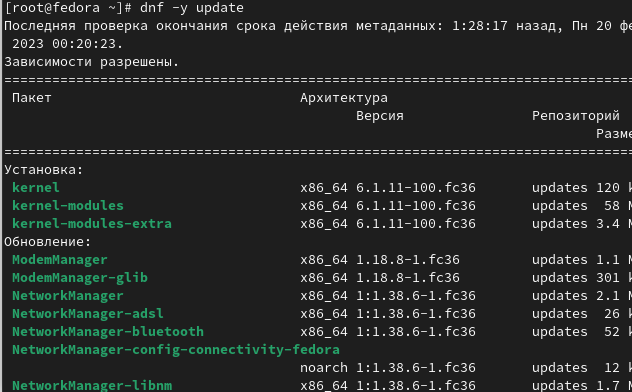 [root@fedora ~]# dnf -y update
Последняя проверка окончания срока действия метаданных: 1:28:17 назад, Пн 20 фе
2023 00:20:23.
Зависимости разрешены.
================================================================================
Пакет Архитектура
Версия Репозиторий
Разме
================================================================================
Установка:
kernel x86_64 6.1.11-100.fc36 updates 120 k
kernel-modules x86_64 6.1.11-100.fc36 updates 58 M
kernel-modules-extra x86_64 6.1.11-100.fc36 updates 3.4 M
Обновление:
ModemManager x86_64 1.18.8-1.fc36 updates 1.1 M
ModemManager-glib x86_64 1.18.8-1.fc36 updates 301 k
NetworkManager x86_64 1:1.38.6-1.fc36 updates 2.1 M
NetworkManager-adsl x86_64 1:1.38.6-1.fc36 updates 26 k
NetworkManager-bluetooth x86_64 1:1.38.6-1.fc36 updates 52 k
NetworkManager-config-connectivity-fedora
noarch 1:1.38.6-1.fc36 updates 12 k
NetworkManager-libnm x86_64 1:1.38.6-1.fc36 updates 1.7 M